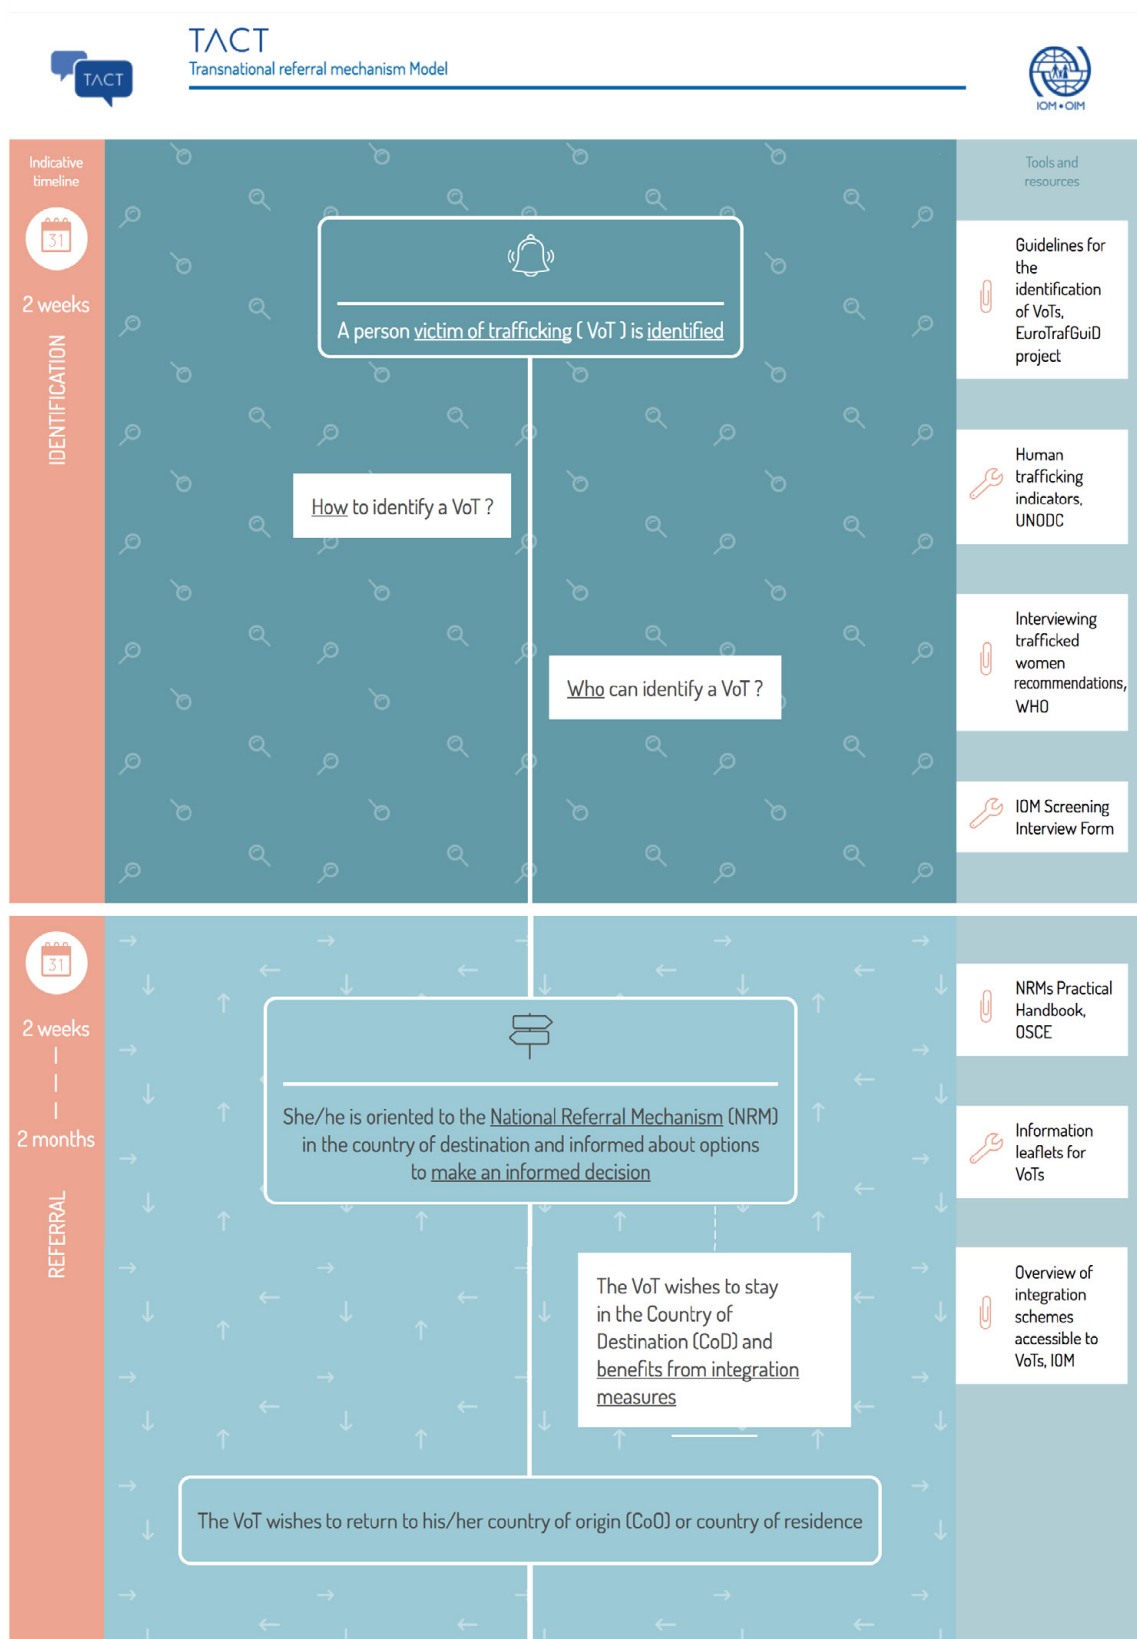 TACT
TACT
Transnational referral mechanism Model
IOM • OIM
Indicative
timeline
31
2 weeks
IDENTIFICATION
A person victim of trafficking ( VoT ) is identified
How to identify a VoT ?
Who can identify a VoT ?
Tools and
resources
Guidelines for
the
identification
of VoTs,
EuroTrafGuiD
project
Human
trafficking
indicators,
UNODC
Interviewing
trafficked
women
recommendations,
WHO
IOM Screening
Interview Form
31
2 weeks
2 months
REFERRAL
She/he is oriented to the National Referral Mechanism (NRM)
in the country of destination and informed about options
to make an informed decision
The VoT wishes to stay
in the Country of
Destination (CoD) and
benefits from integration
measures
The VoT wishes to return to his/her country of origin (CoO) or country of residence
NRMs Practical
Handbook,
OSCE
Information
leaflets for
VoTs
Overview of
integration
schemes
accessible to
VoTs, IOM